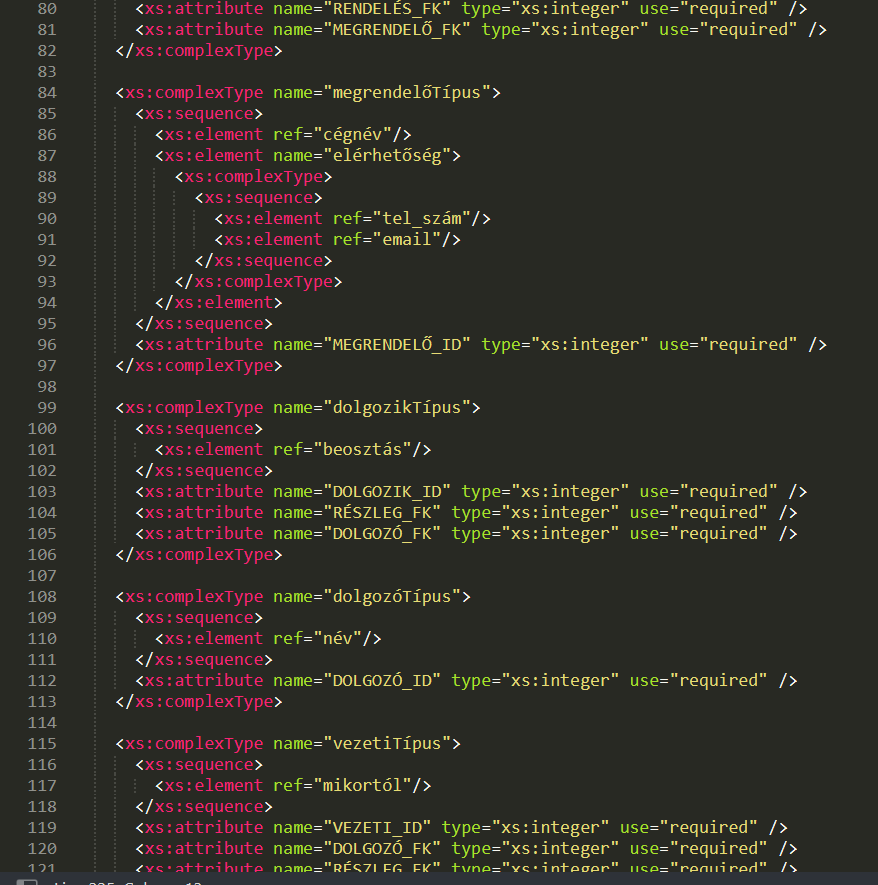 80 <xs:attribute name="RENDELÉS_FK" type="xs:integer" use="required" />
81 <xs:attribute name="MEGRENDELŐ_FK" type="xs:integer" use="required" />
82 </xs:complexType>
83
84 <xs:complexType name="megrendelőTípus">
85 <xs:sequence>
86 <xs:element ref="cégnév"/>
87 <xs:element name="elérhetőség">
88 <xs:complexType>
89 <xs:sequence>
90 <xs:element ref="tel_szám"/>
91 <xs:element ref="email"/>
92 </xs:sequence>
93 </xs:complexType>
94 </xs:element>
95 </xs:sequence>
96 <xs:attribute name="MEGRENDELŐ_ID" type="xs:integer" use="required" />
97 </xs:complexType>
98
99 <xs:complexType name="dolgozikTípus">
100 <xs:sequence>
101 <xs:element ref="beosztás"/>
102 </xs:sequence>
103 <xs:attribute name="DOLGOZIK_ID" type="xs:integer" use="required" />
104 <xs:attribute name="RÉSZLEG_FK" type="xs:integer" use="required" />
105 <xs:attribute name="DOLGOZÓ_FK" type="xs:integer" use="required" />
106 </xs:complexType>
107
108 <xs:complexType name="dolgozóTípus">
109 <xs:sequence>
110 <xs:element ref="név"/>
111 </xs:sequence>
112 <xs:attribute name="DOLGOZÓ_ID" type="xs:integer" use="required" />
113 </xs:complexType>
114
115 <xs:complexType name="vezetiTípus">
116 <xs:sequence>
117 <xs:element ref="mikortól"/>
118 </xs:sequence>
119 <xs:attribute name="VEZETI_ID" type="xs:integer" use="required" />
120 <xs:attribute name="DOLGOZÓ_FK" type="xs:integer" use="required" />
121 <xs:attribute name="RÉSZLEG_FK" type="xs:integer" use="required" />